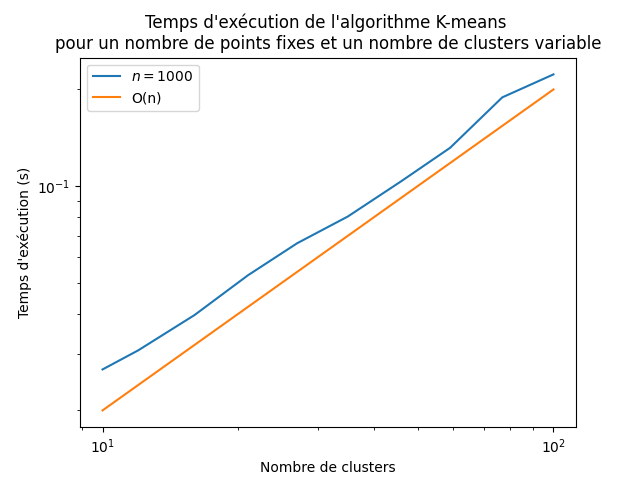 Temps d'exécution de l'algorithme K-means
pour un nombre de points fixes et un nombre de clusters variable
n = 1000
O(n)
Temps d'exécution (s)
10⁻¹
10¹ 10²
Nombre de clusters